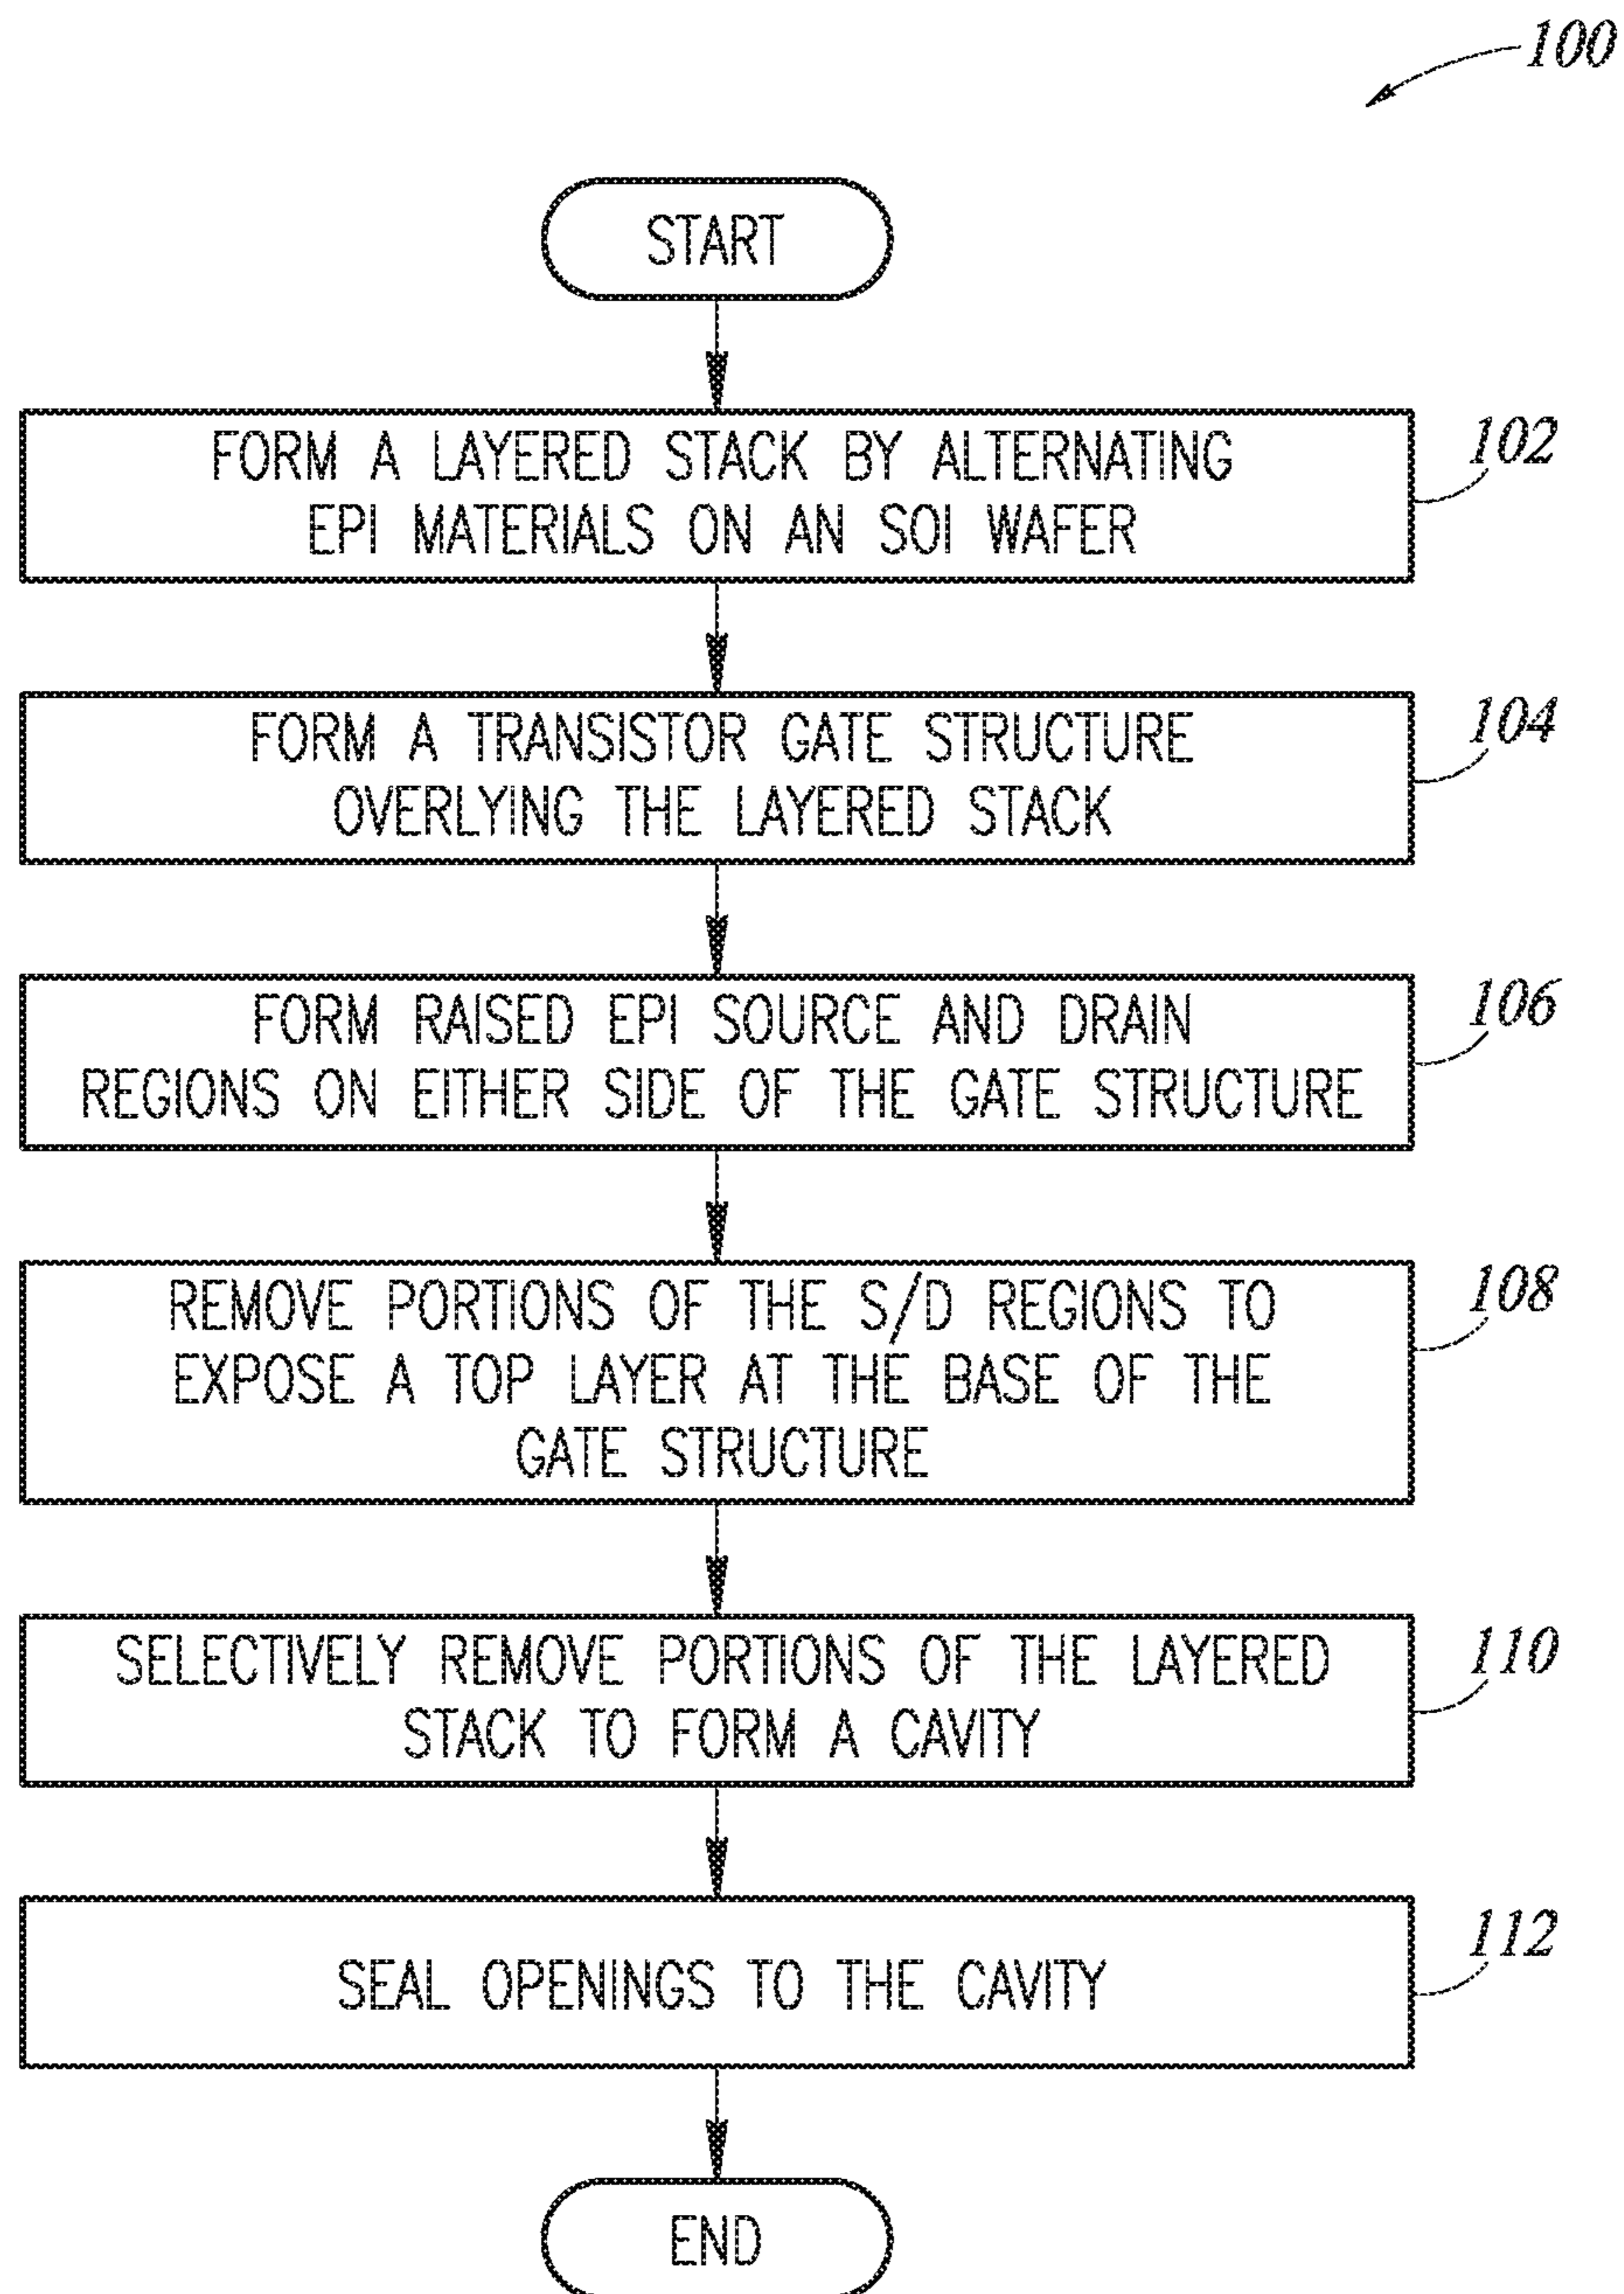 100
START
FORM A LAYERED STACK BY ALTERNATING
EPI MATERIALS ON AN SOI WAFER
102
FORM A TRANSISTOR GATE STRUCTURE
OVERLYING THE LAYERED STACK
104
FORM RAISED EPI SOURCE AND DRAIN
REGIONS ON EITHER SIDE OF THE GATE STRUCTURE
106
REMOVE PORTIONS OF THE S/D REGIONS TO
EXPOSE A TOP LAYER AT THE BASE OF THE
GATE STRUCTURE
108
SELECTIVELY REMOVE PORTIONS OF THE LAYERED
STACK TO FORM A CAVITY
110
SEAL OPENINGS TO THE CAVITY
112
END